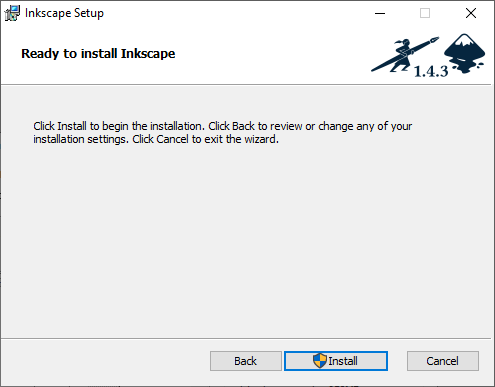 Inkscape Setup
Ready to install Inkscape
1.4.3
Click Install to begin the installation. Click Back to review or change any of your
installation settings. Click Cancel to exit the wizard.
Back
Install
Cancel